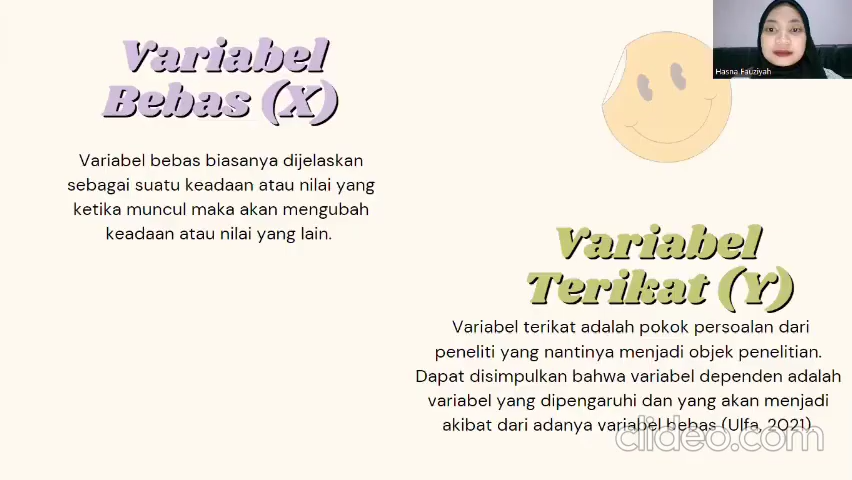 Variabel
Bebas (X)
Variabel bebas biasanya dijelaskan
sebagai suatu keadaan atau nilai yang
ketika muncul maka akan mengubah
keadaan atau nilai yang lain.
Hasna Fauziyah
Variabel
Terikat (Y)
Variabel terikat adalah pokok persoalan dari
peneliti yang nantinya menjadi objek penelitian.
Dapat disimpulkan bahwa variabel dependen adalah
variabel yang dipengaruhi dan yang akan menjadi
akibat dari adanya variabel bebas (Ulfa, 2021)
clideo.com